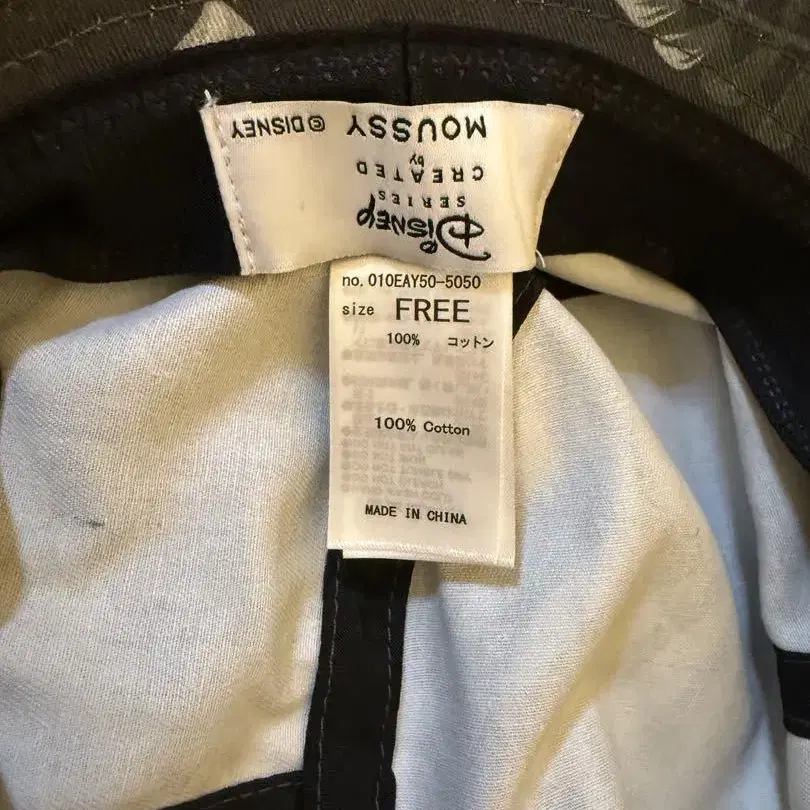 Disney
SERIES
CREATED
by
MOUSSY ©DISNEY
no. 010EAY50-5050
size FREE
100% コットン
100% Cotton
MADE IN CHINA